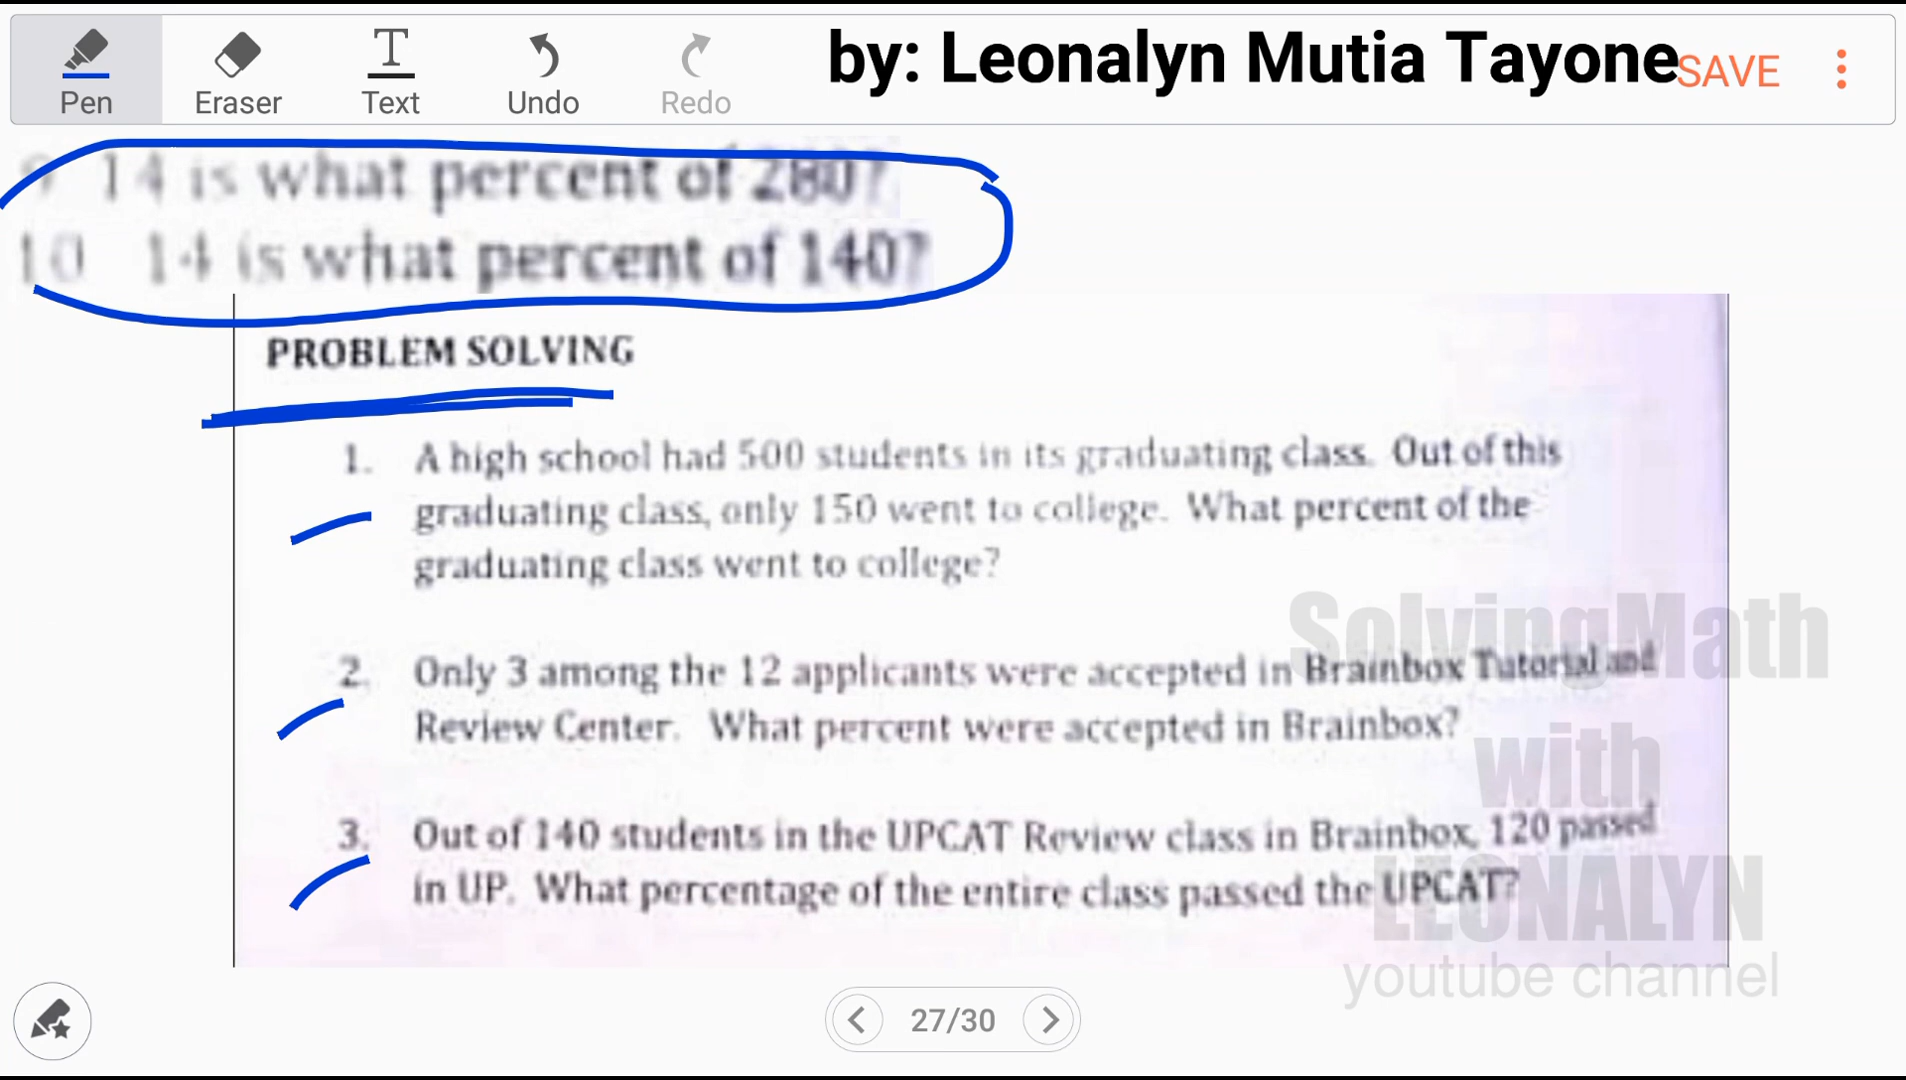 by: Leonalyn Mutia Tayone
SAVE
Pen
Eraser
Text
Undo
Redo
9 14 is what percent of 280?
10 14 is what percent of 140?
PROBLEM SOLVING
1. A high school had 500 students in its graduating class. Out of this
graduating class, only 150 went to college. What percent of the
graduating class went to college?
2. Only 3 among the 12 applicants were accepted in Brainbox Tutorial and
Review Center. What percent were accepted in Brainbox?
3. Out of 140 students in the UPCAT Review class in Brainbox, 120 passed
in UP. What percentage of the entire class passed the UPCAT?
SolvingMath
with
LEONALYN
youtube channel
27/30